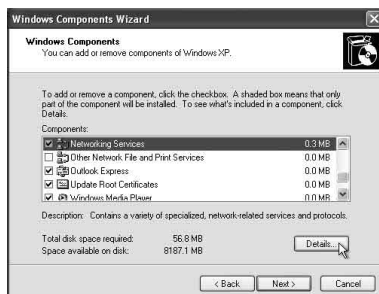 Windows Components Wizard
Windows Components
You can add or remove components of Windows XP.
To add or remove a component, click the checkbox. A shaded box means that only
part of the component will be installed. To see what's included in a component, click
Details.
Components:
Networking Services 0.3 MB
Other Network File and Print Services 0.0 MB
Outlook Express 0.0 MB
Update Root Certificates 0.0 MB
Windows Media Player 0.0 MB
Description: Contains a variety of specialized, network-related services and protocols.
Total disk space required: 56.8 MB
Space available on disk: 8187.1 MB
Details...
< Back Next > Cancel